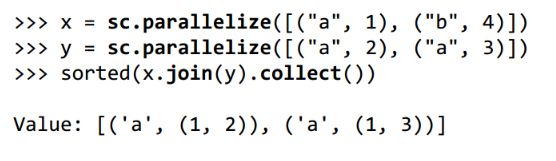 >>> x = sc.parallelize([("a", 1), ("b", 4)])
>>> y = sc.parallelize([("a", 2), ("a", 3)])
>>> sorted(x.join(y).collect())
Value: [('a', (1, 2)), ('a', (1, 3))]